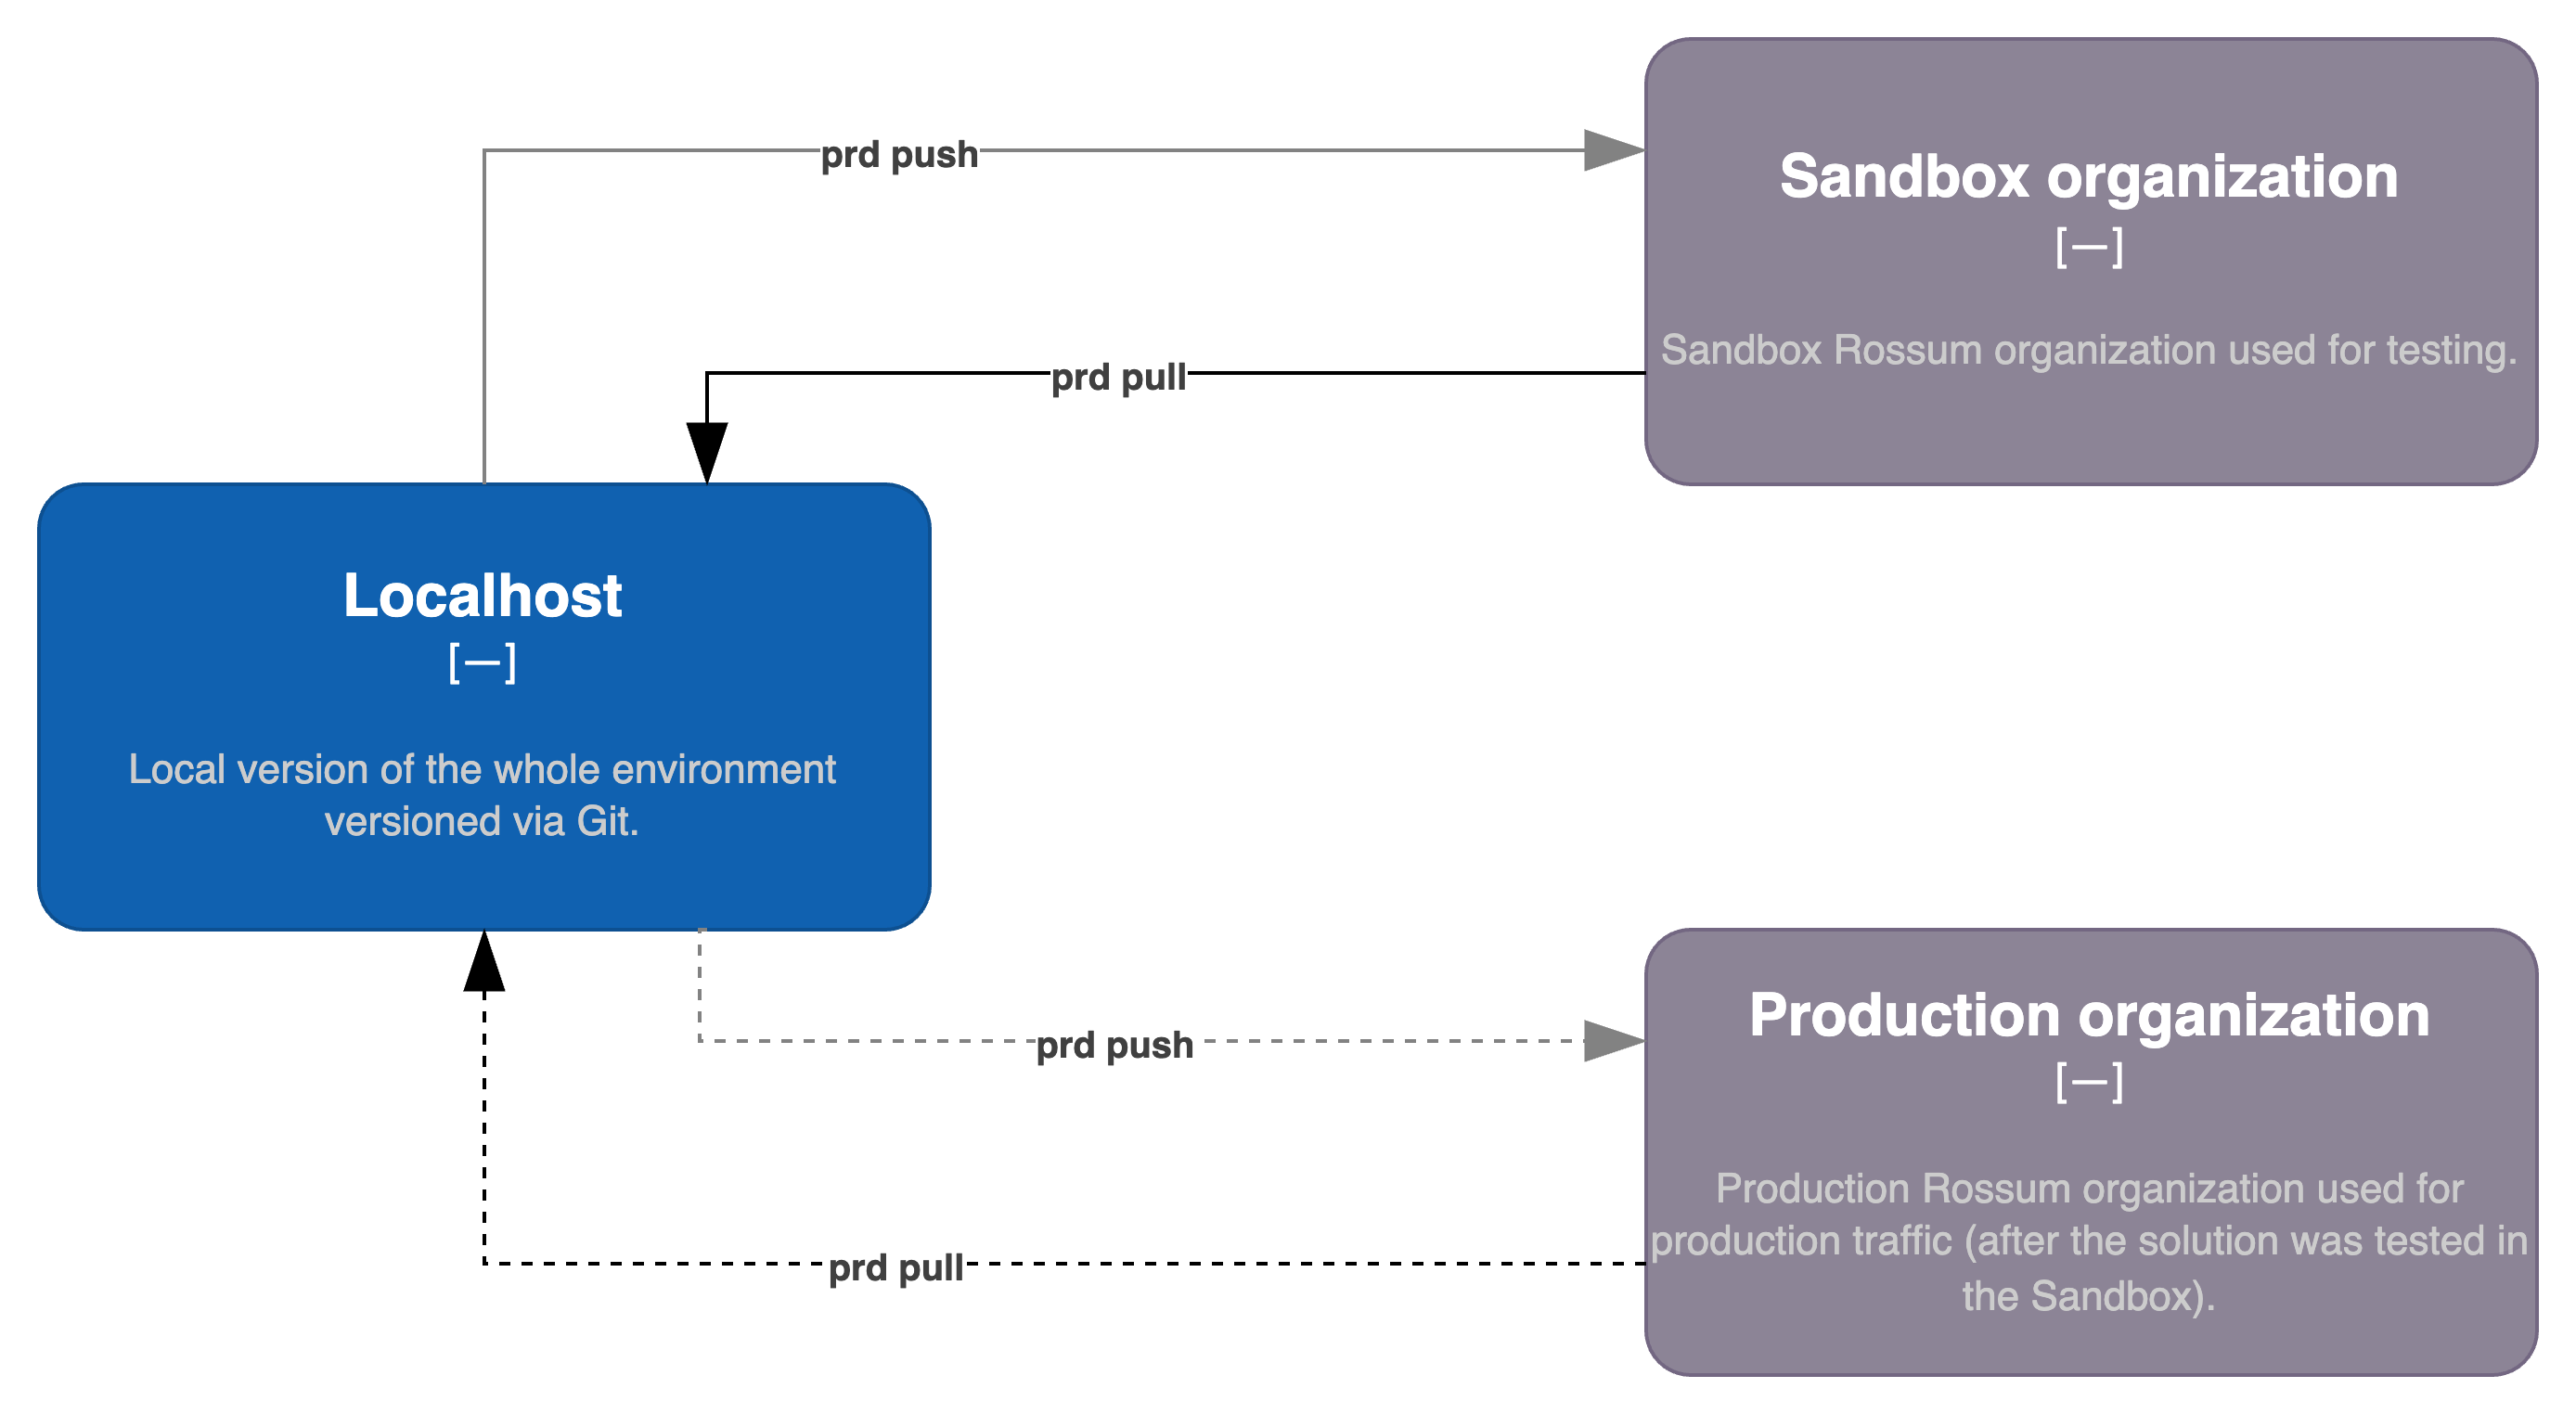 prd push
Sandbox organization
[—]
Sandbox Rossum organization used for testing.
prd pull
Localhost
[—]
Local version of the whole environment
versioned via Git.
prd push
Production organization
[—]
Production Rossum organization used for
production traffic (after the solution was tested in
the Sandbox).
prd pull